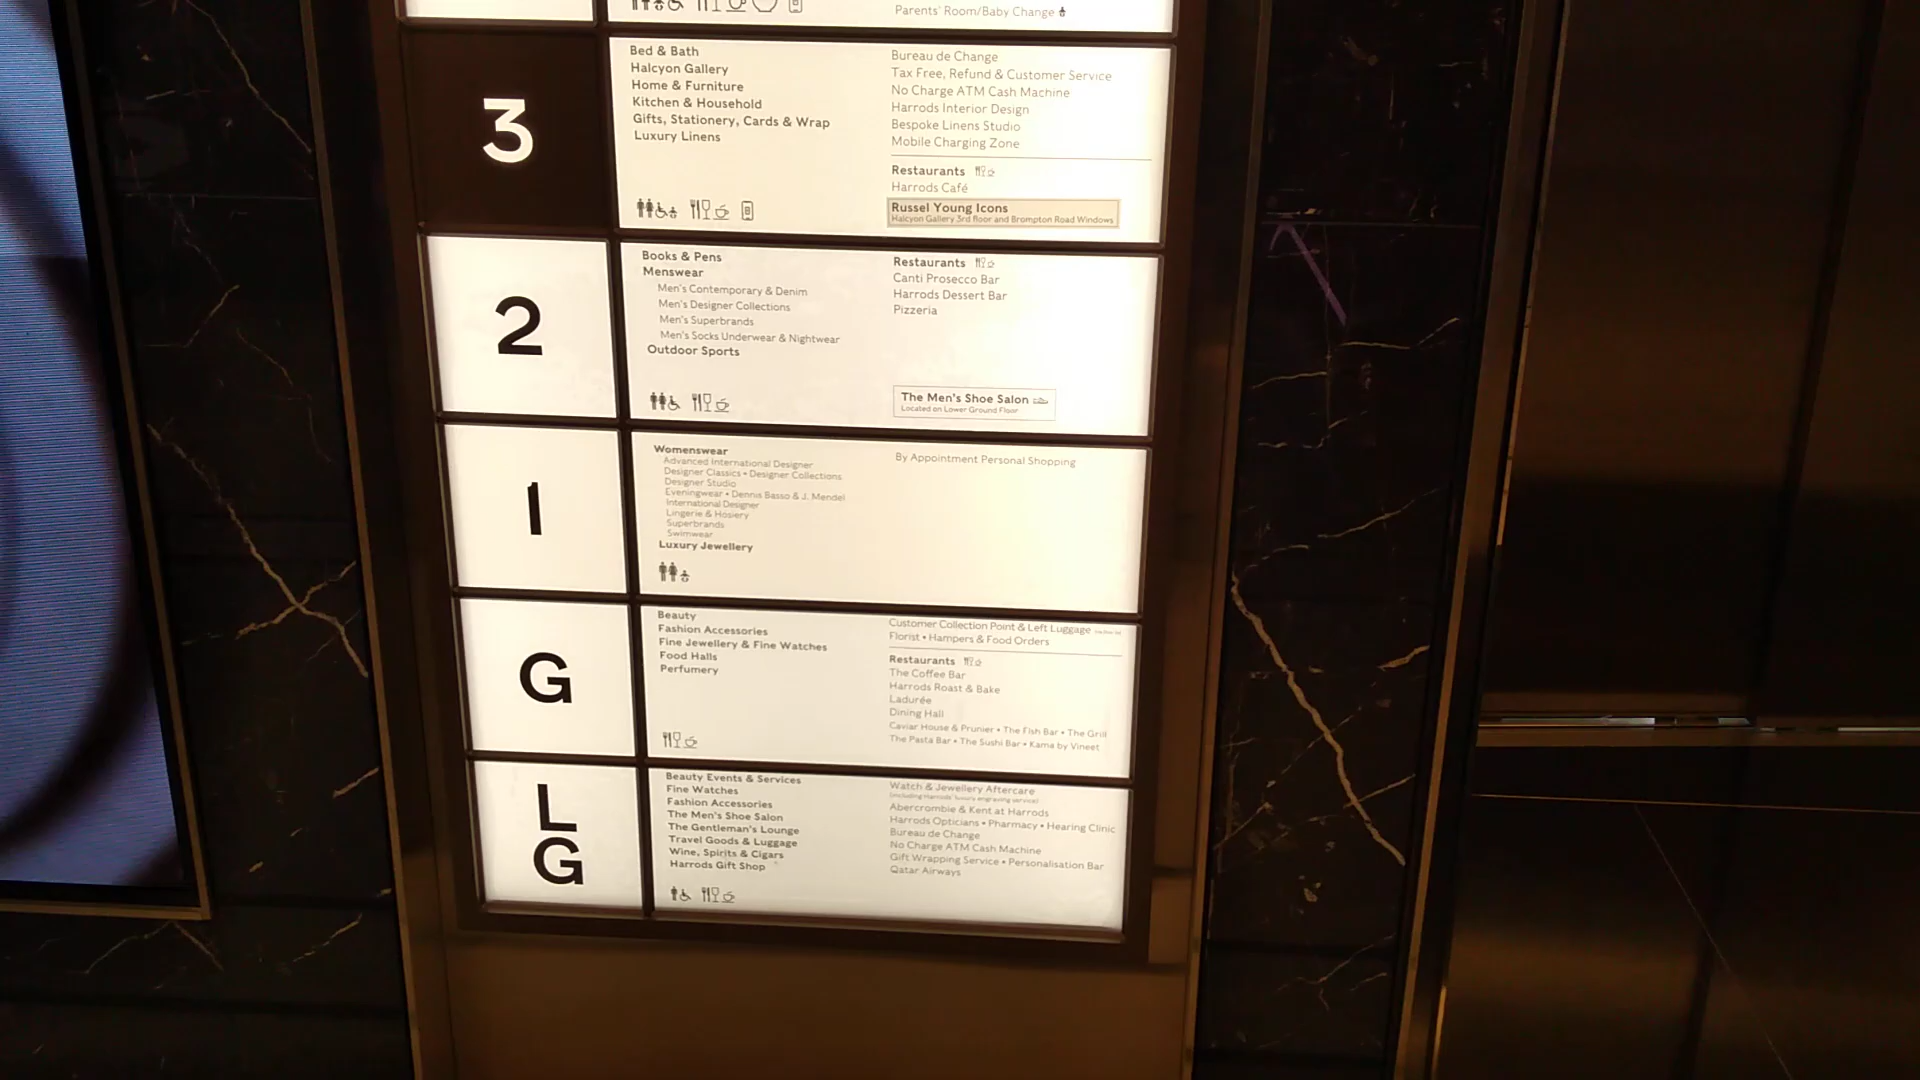 Parents' Room/Baby Change
3
Bed & Bath
Halcyon Gallery
Home & Furniture
Kitchen & Household
Gifts, Stationery, Cards & Wrap
Luxury Linens
Bureau de Change
Tax Free, Refund & Customer Service
No Charge ATM Cash Machine
Harrods Interior Design
Bespoke Linens Studio
Mobile Charging Zone
Restaurants
Harrods Café
Russel Young Icons
Halcyon Gallery 3rd floor and Brompton Road Windows
2
Books & Pens
Menswear
Men's Contemporary & Denim
Men's Designer Collections
Men's Superbrands
Men's Socks Underwear & Nightwear
Outdoor Sports
Restaurants
Canti Prosecco Bar
Harrods Dessert Bar
Pizzeria
The Men's Shoe Salon
Located on Lower Ground Floor
1
Womenswear
Advanced International Designer
Designer Classics • Designer Collections
Designer Studio
Eveningwear • Dennis Basso & J. Mendel
International Designer
Lingerie & Hosiery
Superbrands
Swimwear
Luxury Jewellery
By Appointment Personal Shopping
G
Beauty
Fashion Accessories
Fine Jewellery & Fine Watches
Food Halls
Perfumery
Customer Collection Point & Left Luggage
Florist • Hampers & Food Orders
Restaurants
The Coffee Bar
Harrods Roast & Bake
Ladurée
Dining Hall
Caviar House & Prunier • The Fish Bar • The Grill
The Pasta Bar • The Sushi Bar • Kama by Vineet
L
G
Beauty Events & Services
Fine Watches
Fashion Accessories
The Men's Shoe Salon
The Gentleman's Lounge
Travel Goods & Luggage
Wine, Spirits & Cigars
Harrods Gift Shop
Watch & Jewellery Aftercare
(including Harrods' luxury engraving service)
Abercrombie & Kent at Harrods
Harrods Opticians • Pharmacy • Hearing Clinic
Bureau de Change
No Charge ATM Cash Machine
Gift Wrapping Service • Personalisation Bar
Qatar Airways